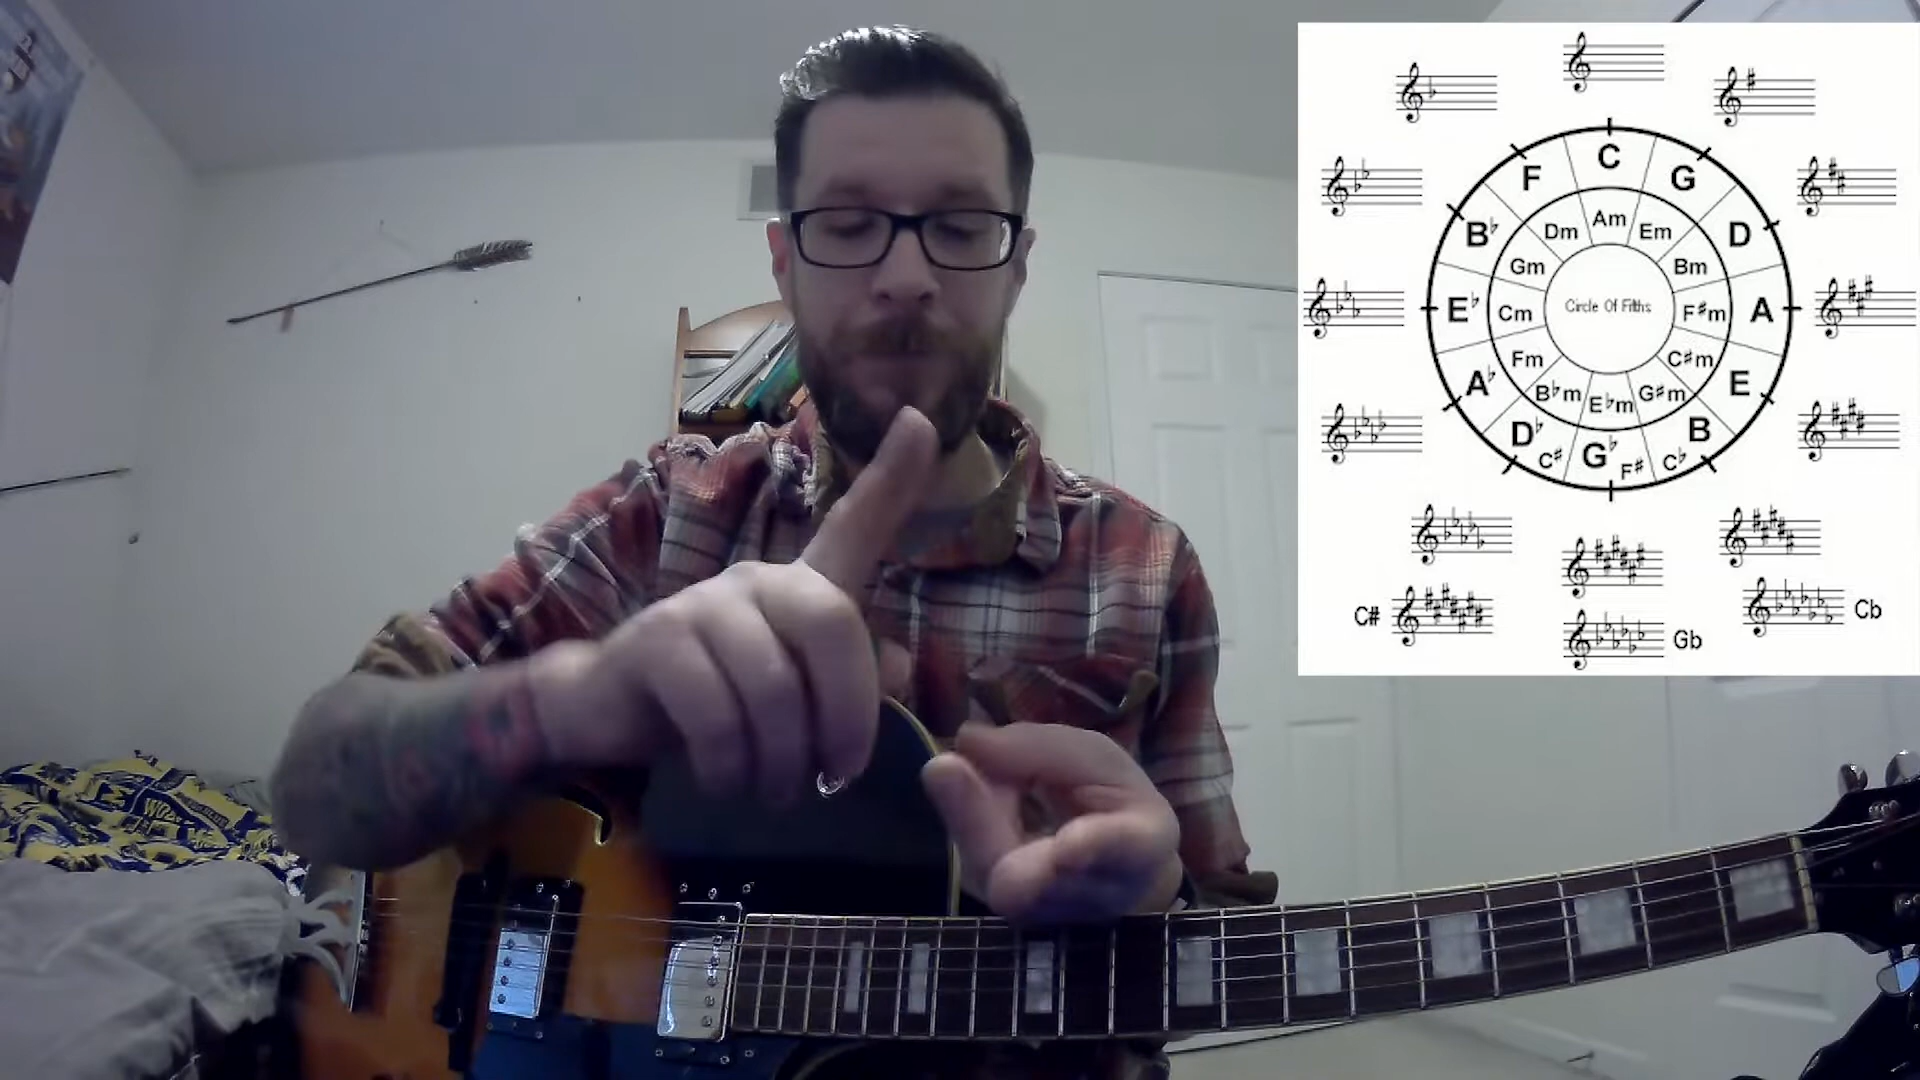 C
F
G
B♭
D
E♭
A
A♭
E
D♭
C#
G♭
F#
C♭
B
Am
Dm
Em
Gm
Bm
Cm
F#m
Fm
C#m
B♭m
E♭m
G#m
Circle Of Fifths
C#
Gb
Cb